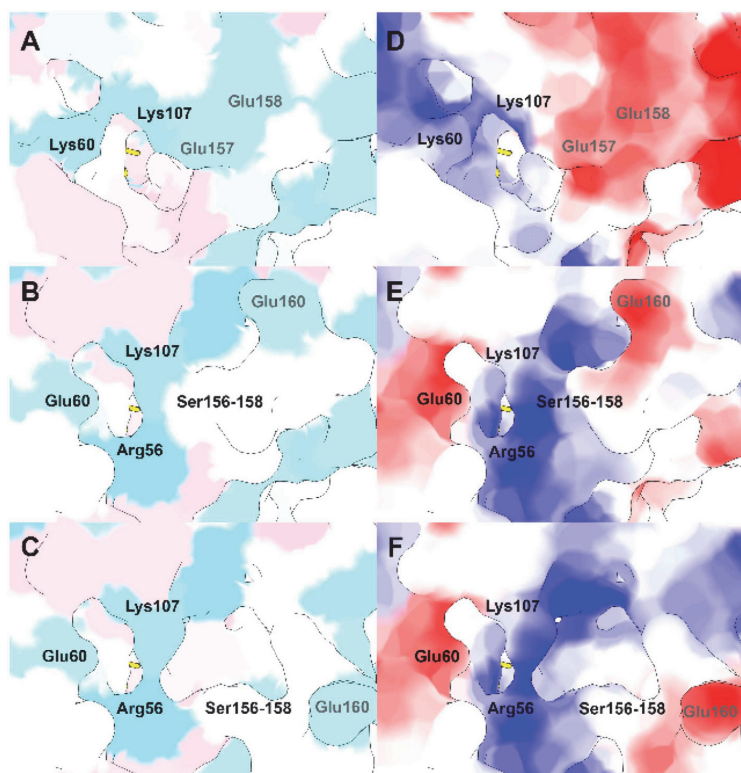 A
Lys107
Glu158
Lys60
Glu157
D
Lys107
Glu158
Lys60
Glu157
B
Glu160
Lys107
Glu60
Ser156-158
Arg56
E
Glu160
Lys107
Glu60
Ser156-158
Arg56
C
Lys107
Glu60
Arg56
Ser156-158
Glu160
F
Lys107
Glu60
Arg56
Ser156-158
Glu160